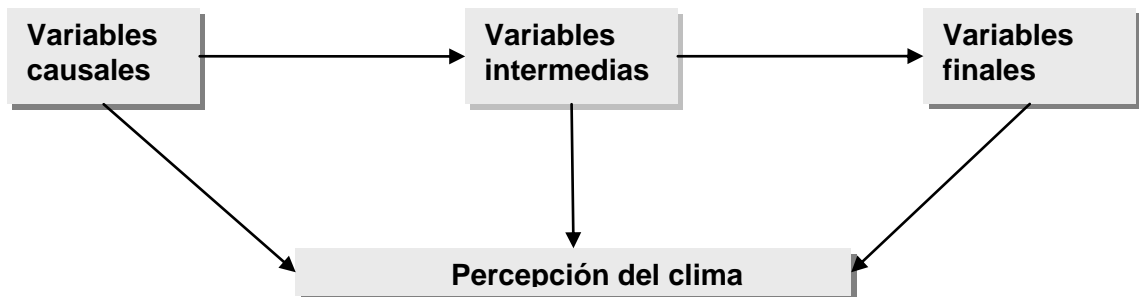 Variables
causales
Variables
intermedias
Variables
finales
Percepción del clima